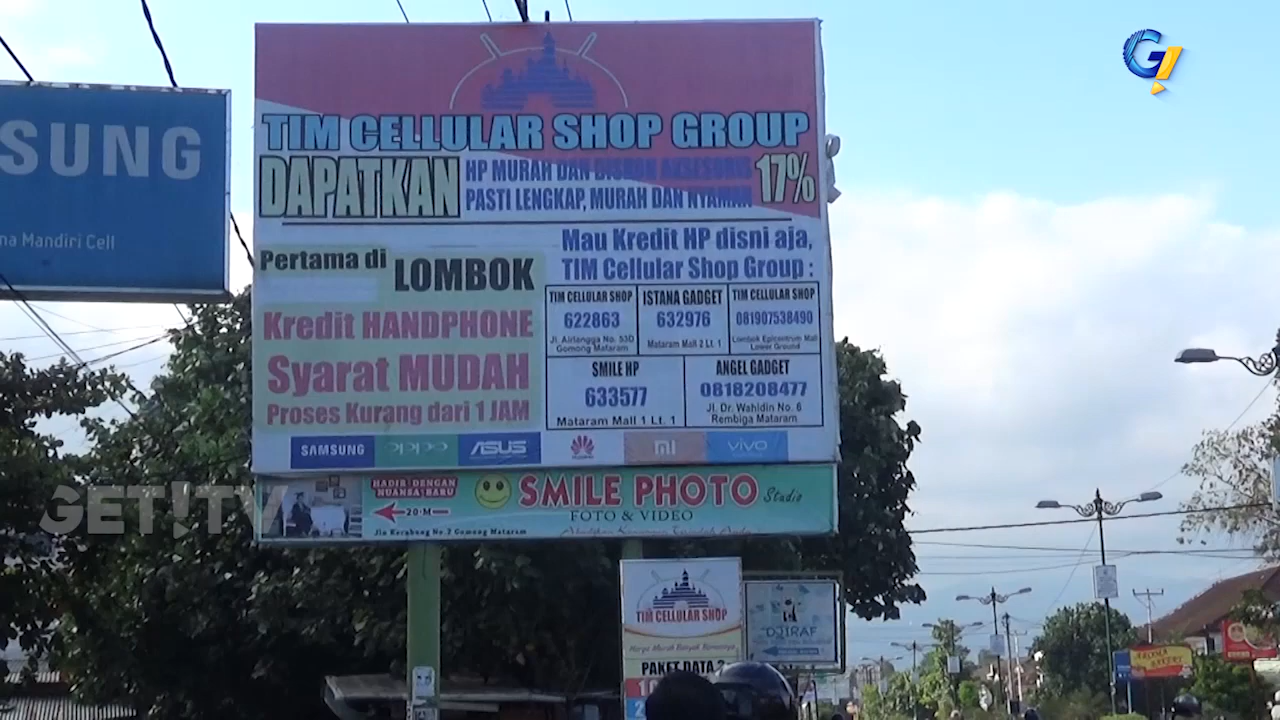 G!
SUNG
na Mandiri Cell
TIM CELLULAR SHOP GROUP
DAPATKAN
HP MURAH DAN DISKON AKSESORIS
PASTI LENGKAP, MURAH DAN NYAMAN
17%
Pertama di LOMBOK
Kredit HANDPHONE
Syarat MUDAH
Proses Kurang dari 1 JAM
Mau Kredit HP disni aja,
TIM Cellular Shop Group :
TIM CELLULAR SHOP
622863
Jl. Airlangga No. 53D
Gomong Mataram
ISTANA GADGET
632976
Mataram Mall 2 Lt. 1
TIM CELLULAR SHOP
081907538490
Lombok Epicentrum Mall
Lower Ground
SMILE HP
633577
Mataram Mall 1 Lt. 1
ANGEL GADGET
0818208477
Jl. Dr. Wahidin No. 6
Rembiga Mataram
SAMSUNG
OPPO
ASUS
HUAWEI
MI
VIVO
HADIR DENGAN
NUANSA BARU
20 M
Jln Korabung No.2 Gomong Mataram
SMILE PHOTO Studio
FOTO & VIDEO
GET!TV
TIM CELLULAR SHOP
Harga Murah Banyak Bonusnya
PAKET DATA
DJIRAF